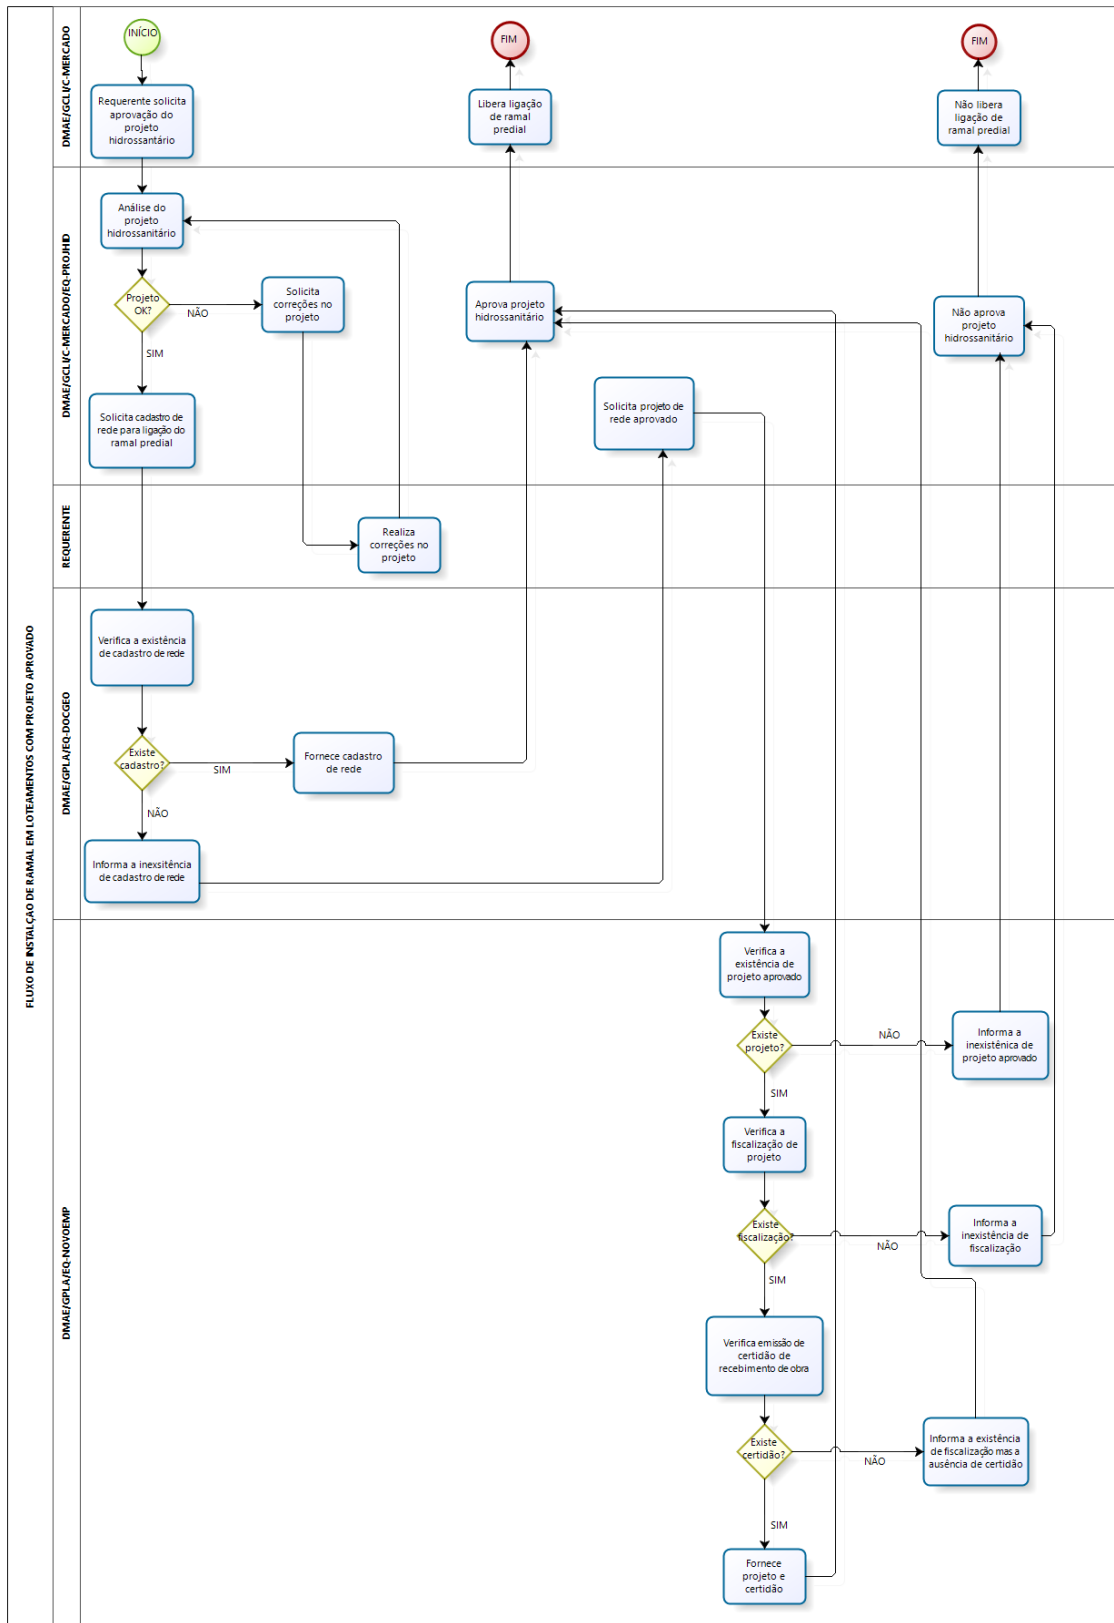 FLUXO DE INSTALÇÃO DE RAMAL EM LOTEAMENTOS COM PROJETO APROVADO
DMAE/GCLI/C-MERCADO
INÍCIO
Requerente solicita
aprovação do
projeto
hidrossantário
FIM
Libera ligação
de ramal
predial
FIM
Não libera
ligação de
ramal predial
DMAE/GCLI/C-MERCADO/EQ-PROJHID
Análise do
projeto
hidrossanitário
Projeto
OK?
NÃO
SIM
Solicita
correções no
projeto
Solicita cadastro de
rede para ligação do
ramal predial
Aprova projeto
hidrossanitário
Solicita projeto de
rede aprovado
Não aprova
projeto
hidrossanitário
REQUERENTE
Realiza
correções no
projeto
DMAE/GPLA/EQ-DOCGEO
Verifica a existência
de cadastro de rede
Existe
cadastro?
SIM
NÃO
Fornece cadastro
de rede
Informa a inexsitência
de cadastro de rede
DMAE/GPLA/EQ-NOVOEMP
Verifica a
existência de
projeto aprovado
Existe
projeto?
NÃO
SIM
Informa a
inexisténica de
projeto aprovado
Verifica a
fiscalização de
projeto
Existe
fiscalização?
NÃO
SIM
Informa a
inexistência de
fiscalização
Verifica emissão de
certidão de
recebimento de obra
Existe
certidão?
NÃO
SIM
Informa a existência
de fiscalização mas a
ausência de certidão
Fornece
projeto e
certidão